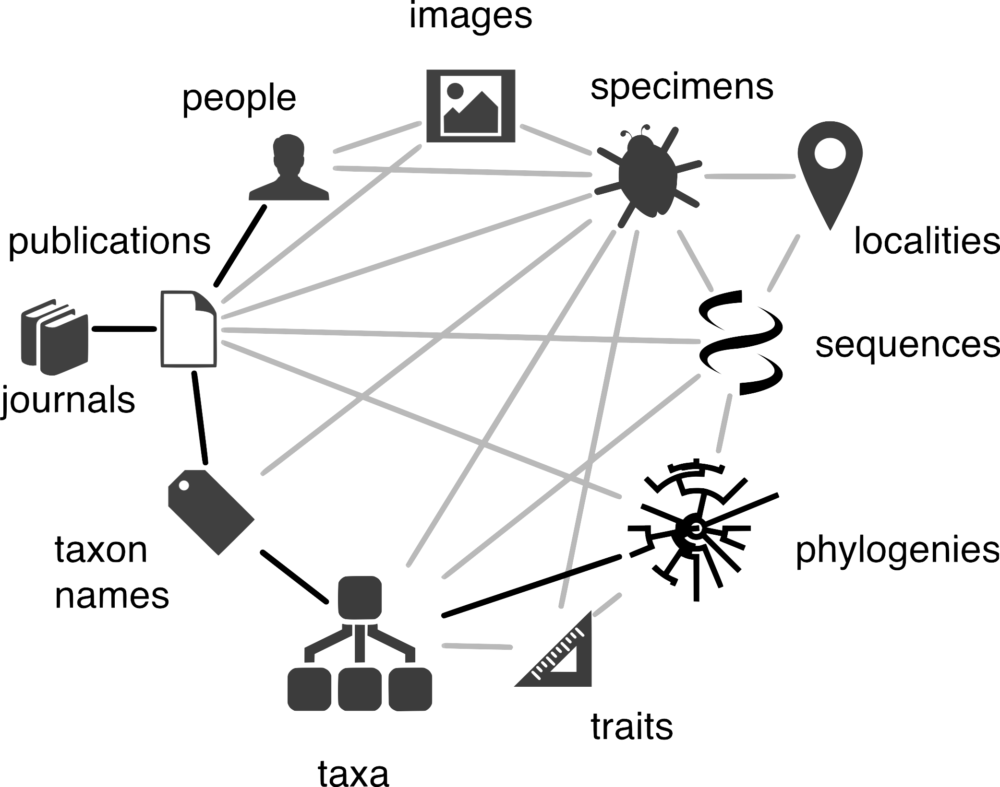 images
people
specimens
publications
localities
journals
sequences
taxon
names
phylogenies
traits
taxa